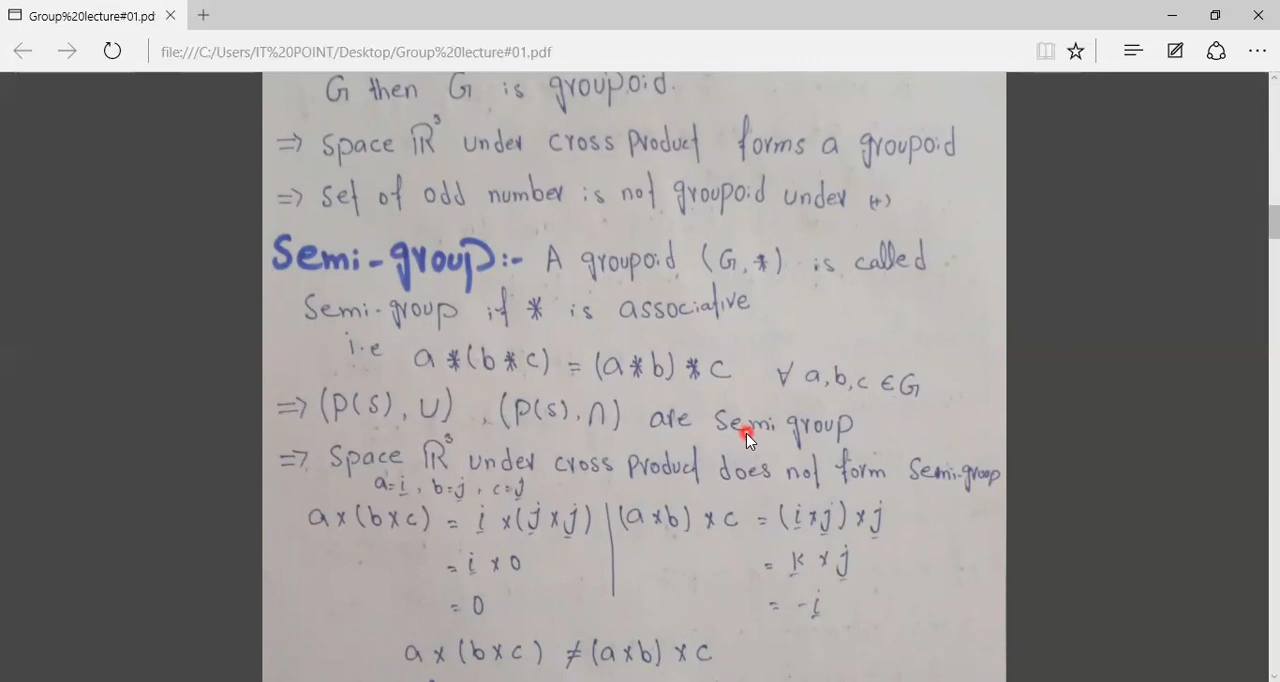 Group%20lecture#01.pd
file:///C:/Users/IT%20POINT/Desktop/Group%20lecture#01.pdf
G then G is groupoid.
=> Space ℝ³ under cross product forms a groupoid
=> Set of odd number is not groupoid under (+)
Semi-group:- A groupoid (G,*) is called
Semi-group if * is associative
i.e a*(b*c) = (a*b)*c ∀ a,b,c ∈ G
=> (P(S), ∪) , (P(S), ∩) are semi group
=> Space ℝ³ under cross product does not form semi-group
a=i, b=j, c=j
a×(b×c) = i×(j×j) | (a×b)×c = (i×j)×j
= i × 0 = k × j
= 0 = -i
a×(b×c) ≠ (a×b)×c